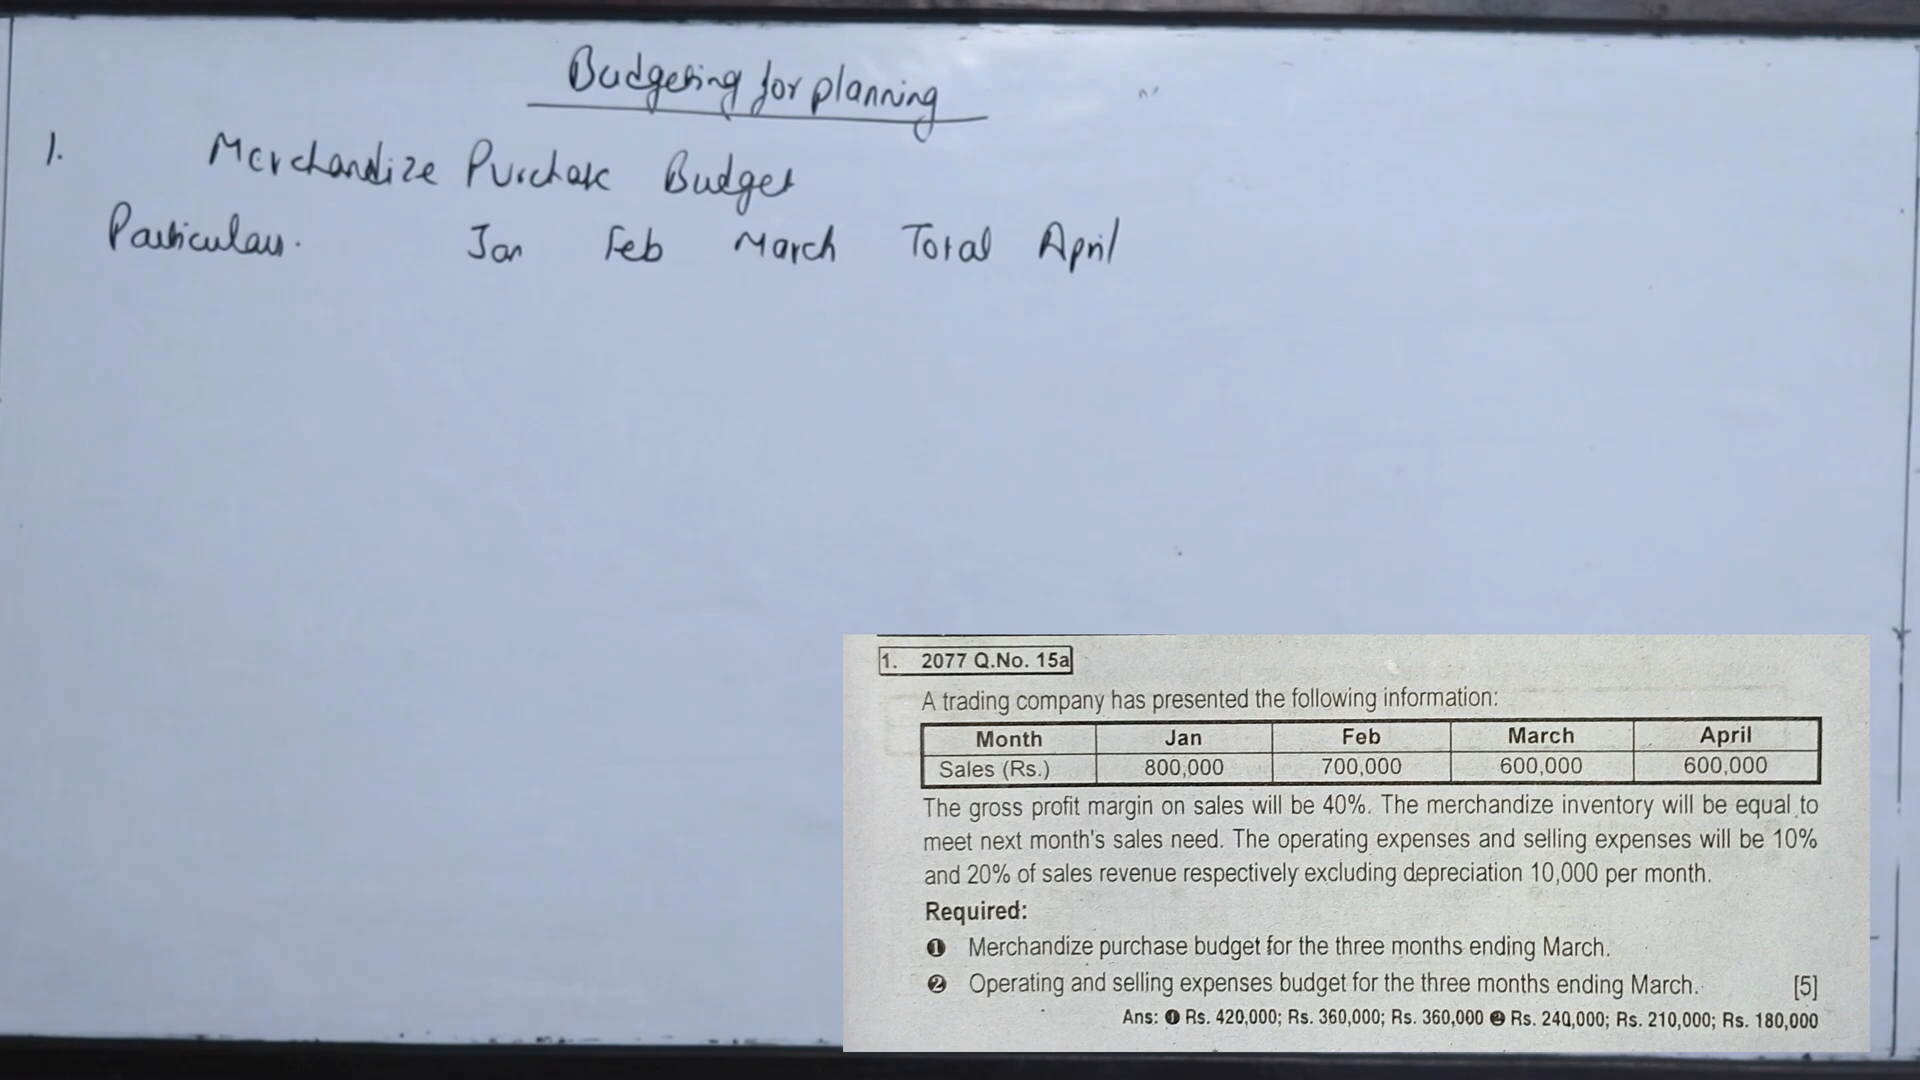 Budgeting for planning
1. Merchandize Purchase Budget
Particulars. Jan Feb March Total April
1. 2077 Q.No. 15a
A trading company has presented the following information:
Month Jan Feb March April
Sales (Rs.) 800,000 700,000 600,000 600,000
The gross profit margin on sales will be 40%. The merchandize inventory will be equal to
meet next month's sales need. The operating expenses and selling expenses will be 10%
and 20% of sales revenue respectively excluding depreciation 10,000 per month.
Required:
❶ Merchandize purchase budget for the three months ending March.
❷ Operating and selling expenses budget for the three months ending March. [5]
Ans: ❶ Rs. 420,000; Rs. 360,000; Rs. 360,000 ❷ Rs. 240,000; Rs. 210,000; Rs. 180,000